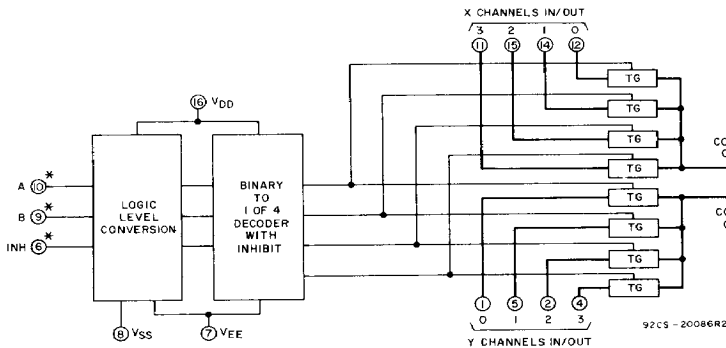 X CHANNELS IN/OUT
3 2 1 0
11 15 14 12
TG
TG
TG
TG
TG
TG
TG
TG
16 VDD
A 10 *
B 9 *
INH 6 *
LOGIC
LEVEL
CONVERSION
BINARY
TO
1 OF 4
DECODER
WITH
INHIBIT
8 VSS
7 VEE
1 5 2 4
0 1 2 3
Y CHANNELS IN/OUT
92CS-20086R2